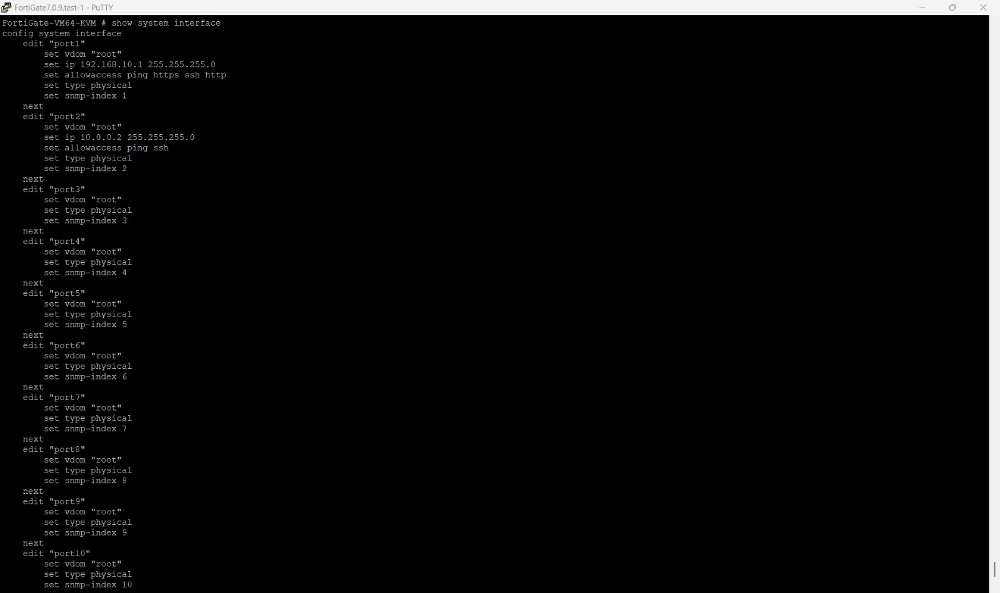 FortiGate7.0.9.test-1 - PuTTY
FortiGate-VM64-KVM # show system interface
config system interface
    edit "port1"
        set vdom "root"
        set ip 192.168.10.1 255.255.255.0
        set allowaccess ping https ssh http
        set type physical
        set snmp-index 1
    next
    edit "port2"
        set vdom "root"
        set ip 10.0.0.2 255.255.255.0
        set allowaccess ping ssh
        set type physical
        set snmp-index 2
    next
    edit "port3"
        set vdom "root"
        set type physical
        set snmp-index 3
    next
    edit "port4"
        set vdom "root"
        set type physical
        set snmp-index 4
    next
    edit "port5"
        set vdom "root"
        set type physical
        set snmp-index 5
    next
    edit "port6"
        set vdom "root"
        set type physical
        set snmp-index 6
    next
    edit "port7"
        set vdom "root"
        set type physical
        set snmp-index 7
    next
    edit "port8"
        set vdom "root"
        set type physical
        set snmp-index 8
    next
    edit "port9"
        set vdom "root"
        set type physical
        set snmp-index 9
    next
    edit "port10"
        set vdom "root"
        set type physical
        set snmp-index 10